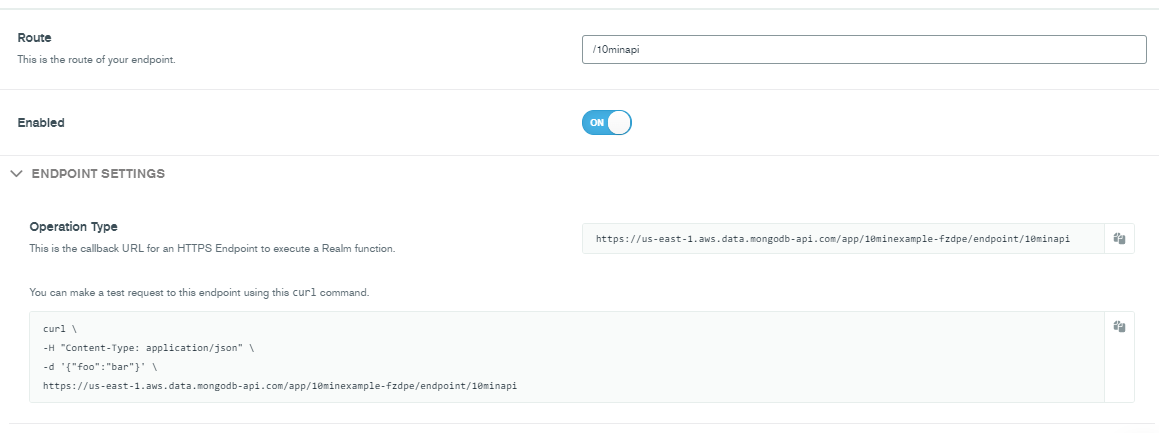 Route
This is the route of your endpoint.
/10minapi
Enabled
ON
ENDPOINT SETTINGS
Operation Type
This is the callback URL for an HTTPS Endpoint to execute a Realm function.
https://us-east-1.aws.data.mongodb-api.com/app/10minexample-fzdpe/endpoint/10minapi
You can make a test request to this endpoint using this curl command.
curl \
-H "Content-Type: application/json" \
-d '{"foo":"bar"}' \
https://us-east-1.aws.data.mongodb-api.com/app/10minexample-fzdpe/endpoint/10minapi